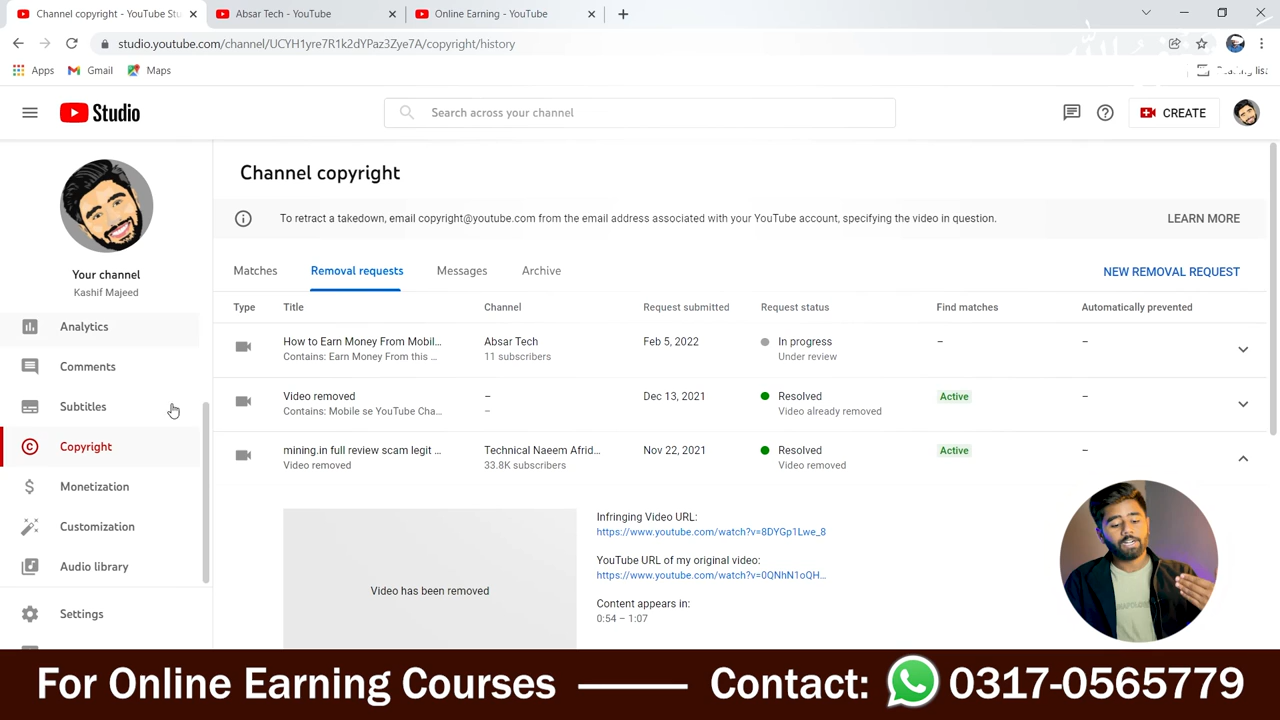 Channel copyright - YouTube Stu
Absar Tech - YouTube
Online Earning - YouTube
studio.youtube.com/channel/UCYH1yre7R1k2dYPaz3Zye7A/copyright/history
Apps
Gmail
Maps
Studio
Search across your channel
CREATE
Your channel
Kashif Majeed
Analytics
Comments
Subtitles
Copyright
Monetization
Customization
Audio library
Settings
Channel copyright
To retract a takedown, email copyright@youtube.com from the email address associated with your YouTube account, specifying the video in question.
LEARN MORE
Matches Removal requests Messages Archive
NEW REMOVAL REQUEST
Type Title Channel Request submitted Request status Find matches Automatically prevented
How to Earn Money From Mobil... Absar Tech Feb 5, 2022 In progress – –
Contains: Earn Money From this ... 11 subscribers Under review
Video removed – Dec 13, 2021 Resolved Active –
Contains: Mobile se YouTube Cha... – Video already removed
mining.in full review scam legit ... Technical Naeem Afrid... Nov 22, 2021 Resolved Active –
Video removed 33.8K subscribers Video removed
Video has been removed
Infringing Video URL:
https://www.youtube.com/watch?v=8DYGp1Lwe_8
YouTube URL of my original video:
https://www.youtube.com/watch?v=0QNhN1oQH...
Content appears in:
0:54 – 1:07
For Online Earning Courses —— Contact: 0317-0565779